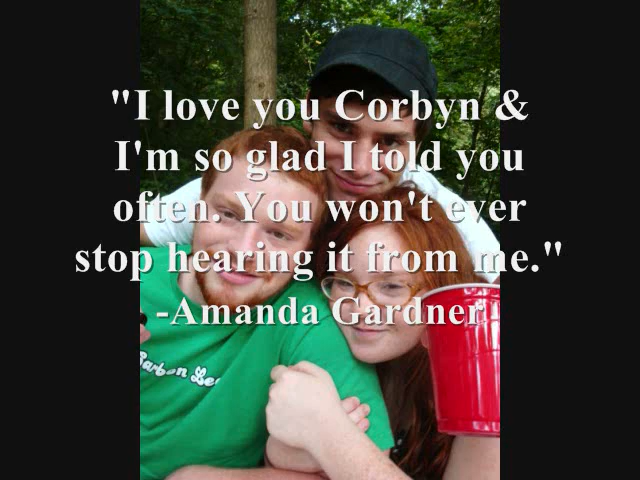 "I love you Corbyn &
I'm so glad I told you
often. You won't ever
stop hearing it from me."
-Amanda Gardner